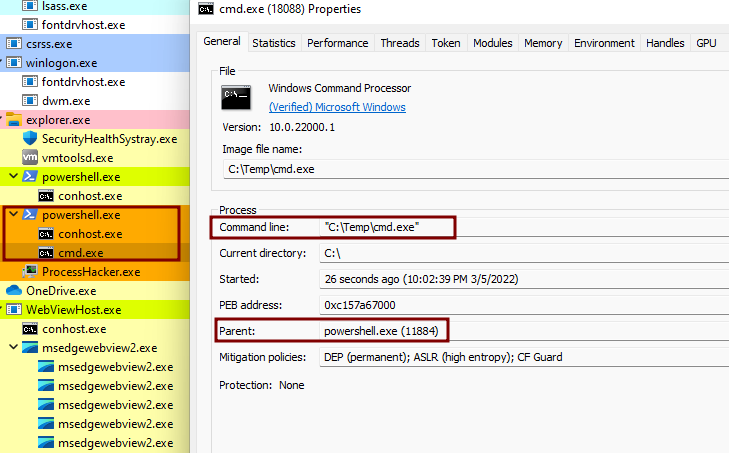 lsass.exe
fontdrvhost.exe
csrss.exe
winlogon.exe
fontdrvhost.exe
dwm.exe
explorer.exe
SecurityHealthSystray.exe
vm vmtoolsd.exe
powershell.exe
conhost.exe
powershell.exe
conhost.exe
cmd.exe
ProcessHacker.exe
OneDrive.exe
WebViewHost.exe
conhost.exe
msedgewebview2.exe
msedgewebview2.exe
msedgewebview2.exe
msedgewebview2.exe
msedgewebview2.exe
cmd.exe (18088) Properties
General Statistics Performance Threads Token Modules Memory Environment Handles GPU
File
Windows Command Processor
(Verified) Microsoft Windows
Version: 10.0.22000.1
Image file name:
C:\Temp\cmd.exe
Process
Command line: "C:\Temp\cmd.exe"
Current directory: C:\
Started: 26 seconds ago (10:02:39 PM 3/5/2022)
PEB address: 0xc157a67000
Parent: powershell.exe (11884)
Mitigation policies: DEP (permanent); ASLR (high entropy); CF Guard
Protection: None